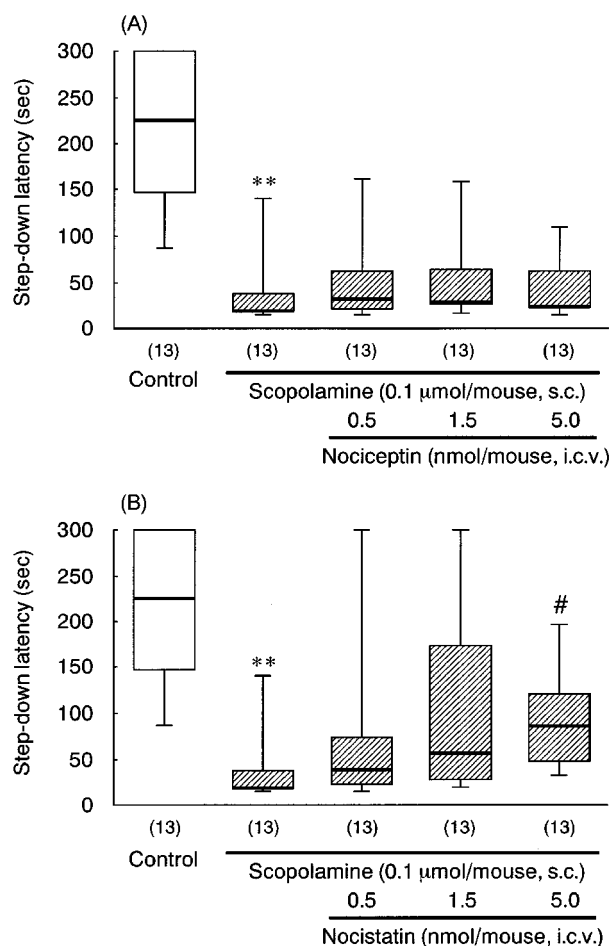 (A)
Step-down latency (sec)
300
250
200
150
100
50
0
**
(13) (13) (13) (13) (13)
Control
Scopolamine (0.1 μmol/mouse, s.c.)
0.5 1.5 5.0
Nociceptin (nmol/mouse, i.c.v.)
(B)
Step-down latency (sec)
300
250
200
150
100
50
0
**
#
(13) (13) (13) (13) (13)
Control
Scopolamine (0.1 μmol/mouse, s.c.)
0.5 1.5 5.0
Nocistatin (nmol/mouse, i.c.v.)